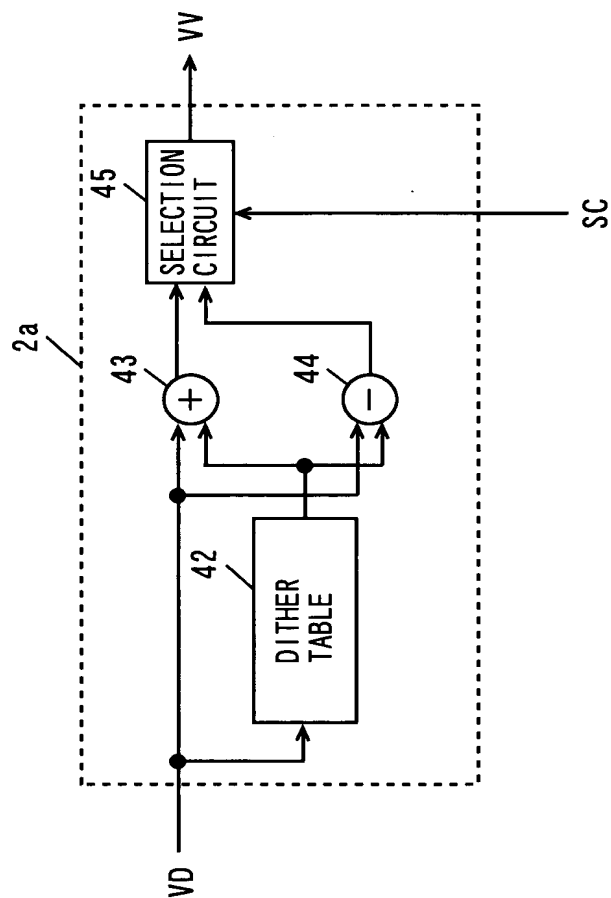 2a
45
SELECTION
CIRCUIT
VV
43
+
44
−
42
DITHER
TABLE
VD
SC